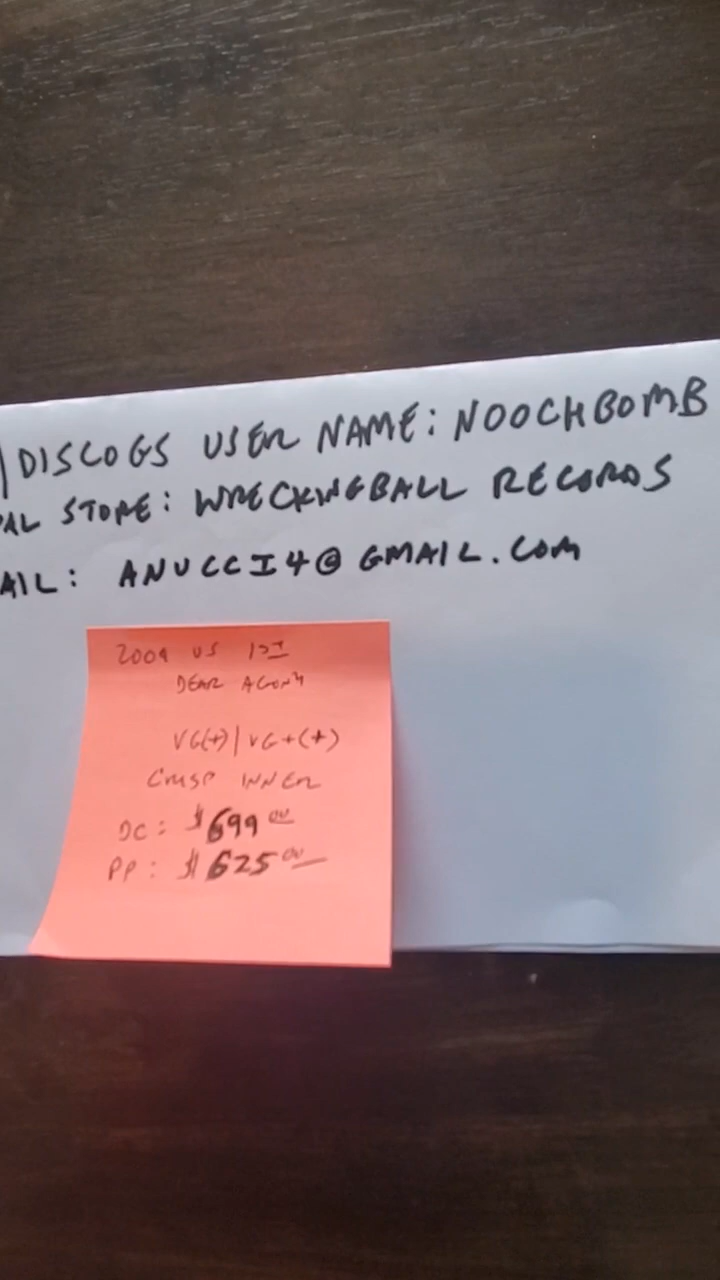 DISCOGS USER NAME: NOOCHBOMB
AL STORE: WRECKINGBALL RECORDS
AIL: ANUCCI4@GMAIL.COM
2009 US 1ST
DEAR AGONY
VG(+)/VG+(+)
CRISP INNER
DC: $699.00
PP: $625.00